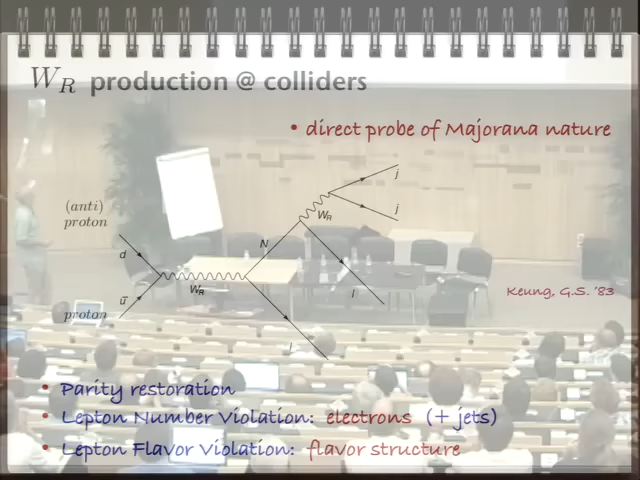 W_R production @ colliders
• direct probe of Majorana nature
(anti)
proton
j
j
W_R
N
d
W_R
l
Keung, G.S. '83
ū
proton
l
• Parity restoration
• Lepton Number Violation: electrons (+ jets)
• Lepton Flavor Violation: flavor structure